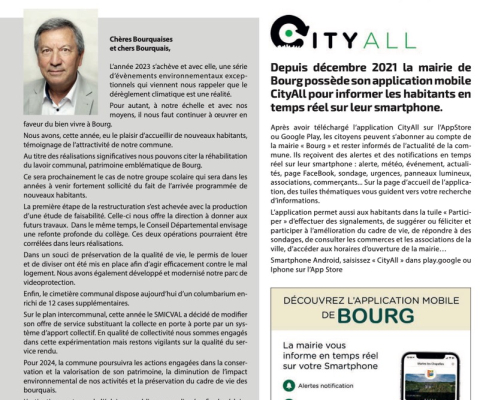 Chères Bourquaises
et chers Bourquais,
L'année 2023 s'achève et avec elle, une série
d'évènements environnementaux excep-
tionnels qui viennent nous rappeler que le
dérèglement climatique est une réalité.
Pour autant, à notre échelle et avec nos
moyens, il nous faut continuer à œuvrer en
faveur du bien vivre à Bourg.
Nous avons, cette année, eu le plaisir d'accueillir de nouveaux habitants,
témoignage de l'attractivité de notre commune.
Au titre des réalisations significatives nous pouvons citer la réhabilitation
du lavoir communal, patrimoine emblématique de Bourg.
Ce sera prochainement le cas de notre groupe scolaire qui sera dans les
années à venir fortement sollicité du fait de l'arrivée programmée de
nouveaux habitants.
La première étape de la restructuration s'est achevée avec la production
d'une étude de faisabilité. Celle-ci nous offre la direction à donner aux
futurs travaux. Dans le même temps, le Conseil Départemental envisage
une refonte profonde du collège. Ces deux opérations pourraient être
corrélées dans leurs réalisations.
Dans un souci de préservation de la qualité de vie, le permis de louer
et de diviser ont été mis en place afin d'agir efficacement contre le mal
logement. Nous avons également développé et modernisé notre parc de
vidéoprotection.
Enfin, le cimetière communal dispose aujourd'hui d'un columbarium en-
richi de 12 cases supplémentaires.
Sur le plan intercommunal, cette année le SMICVAL a décidé de modifier
son offre de service substituant la collecte en porte à porte par un sys-
tème d'apport collectif. En qualité de collectivité nous sommes engagés
dans cette expérimentation mais restons vigilants sur la qualité du ser-
vice rendu.
Pour 2024, la commune poursuivra les actions engagées dans la conser-
vation et la valorisation de son patrimoine, la diminution de l'impact
environnemental de nos activités et la préservation du cadre de vie des
bourquais.
CITYALL
Depuis décembre 2021 la mairie de
Bourg possède son application mobile
CityAll pour informer les habitants en
temps réel sur leur smartphone.
Après avoir téléchargé l'application CityAll sur l'AppStore
ou Google Play, les citoyens peuvent s'abonner au compte de
la mairie « Bourg » et rester informés de l'actualité de la com-
mune. Ils reçoivent des alertes et des notifications en temps
réel sur leur smartphone : alerte, météo, évènement, actuali-
tés, page FaceBook, sondage, urgences, panneau lumineux,
associations, commerçants... Sur la page d'accueil de l'applica-
tion, des tuiles thématiques vous guident vers votre recherche
d'informations.
L'application permet aussi aux habitants dans la tuile « Partici-
per » d'effectuer des signalements, de suggérer ou féliciter et
participer à l'amélioration du cadre de vie, de répondre à des
sondages, de consulter les commerces et les associations de la
ville, d'accéder aux horaires d'ouverture de la mairie...
Smartphone Android, saisissez « CityAll » dans play.google ou
Iphone sur l'App Store
DÉCOUVREZ L'APPLICATION MOBILE
DE BOURG
La mairie vous
informe en temps réel
sur votre Smartphone
Alertes notification